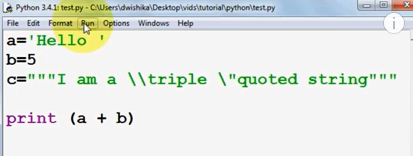 Python 3.4.1: test.py - C:\Users\dwishika\vids\tutorial\python\test.py
File Edit Format Run Options Windows Help
a='Hello '
b=5
c="""I am a \\triple \"quoted string"""
print (a + b)